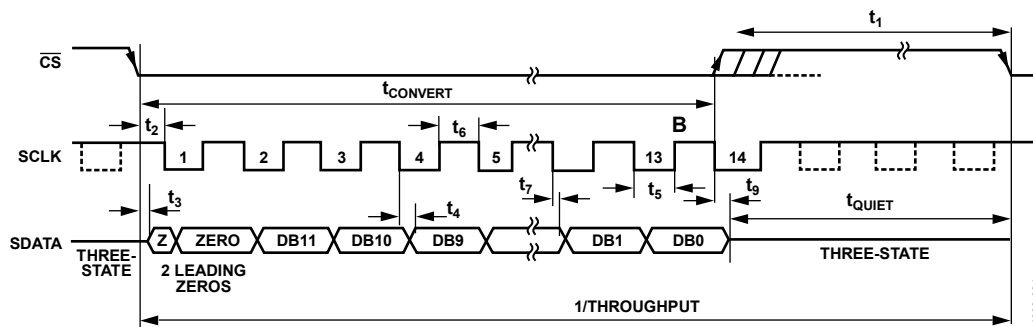 t1
CS
tCONVERT
t2
t6
B
SCLK
1
2
3
4
5
13
14
t7
t5
t9
t3
t4
tQUIET
SDATA
Z
ZERO
DB11
DB10
DB9
DB1
DB0
THREE-
STATE
2 LEADING
ZEROS
THREE-STATE
1/THROUGHPUT